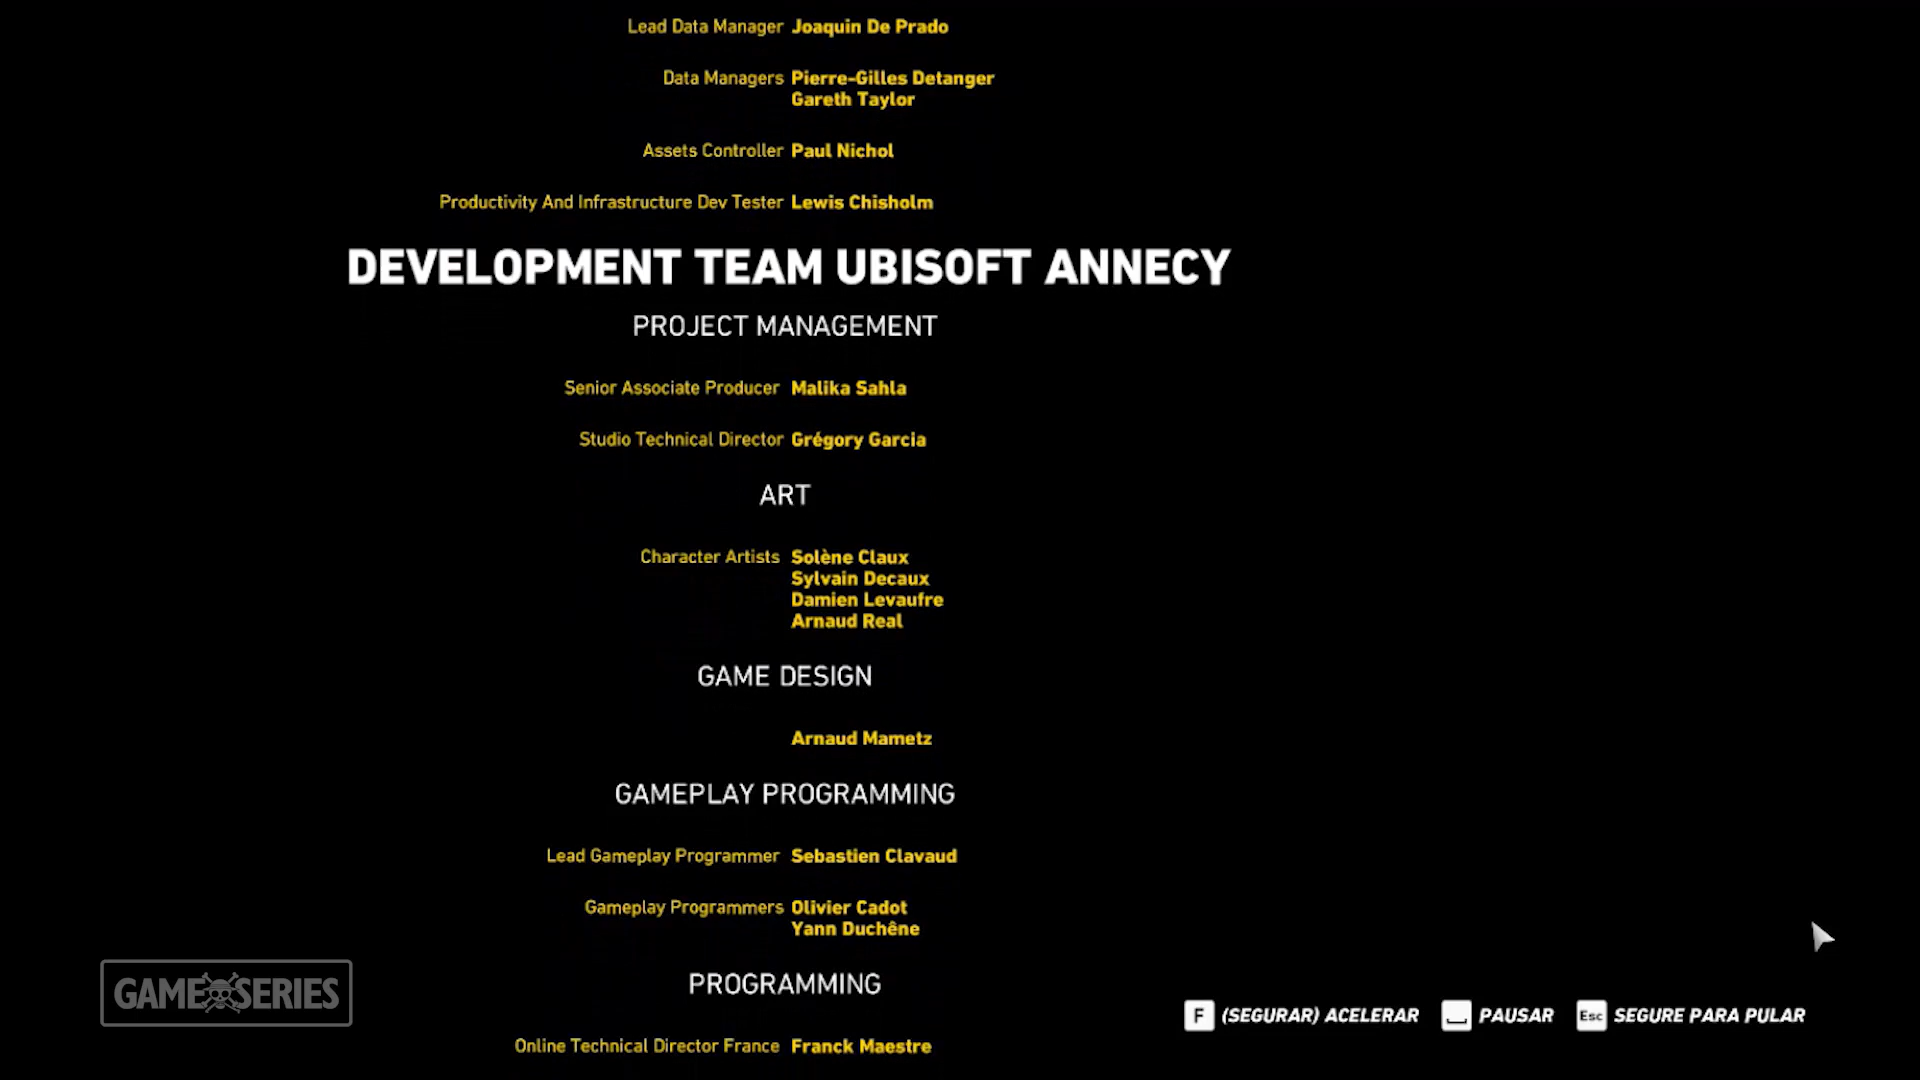 Lead Data Manager Joaquin De Prado
Data Managers Pierre-Gilles Detanger
Gareth Taylor
Assets Controller Paul Nichol
Productivity And Infrastructure Dev Tester Lewis Chisholm
DEVELOPMENT TEAM UBISOFT ANNECY
PROJECT MANAGEMENT
Senior Associate Producer Malika Sahla
Studio Technical Director Grégory Garcia
ART
Character Artists Solène Claux
Sylvain Decaux
Damien Levaufre
Arnaud Real
GAME DESIGN
Arnaud Mametz
GAMEPLAY PROGRAMMING
Lead Gameplay Programmer Sebastien Clavaud
Gameplay Programmers Olivier Cadot
Yann Duchêne
PROGRAMMING
Online Technical Director France Franck Maestre
GAME SERIES
F (SEGURAR) ACELERAR PAUSAR Esc SEGURE PARA PULAR